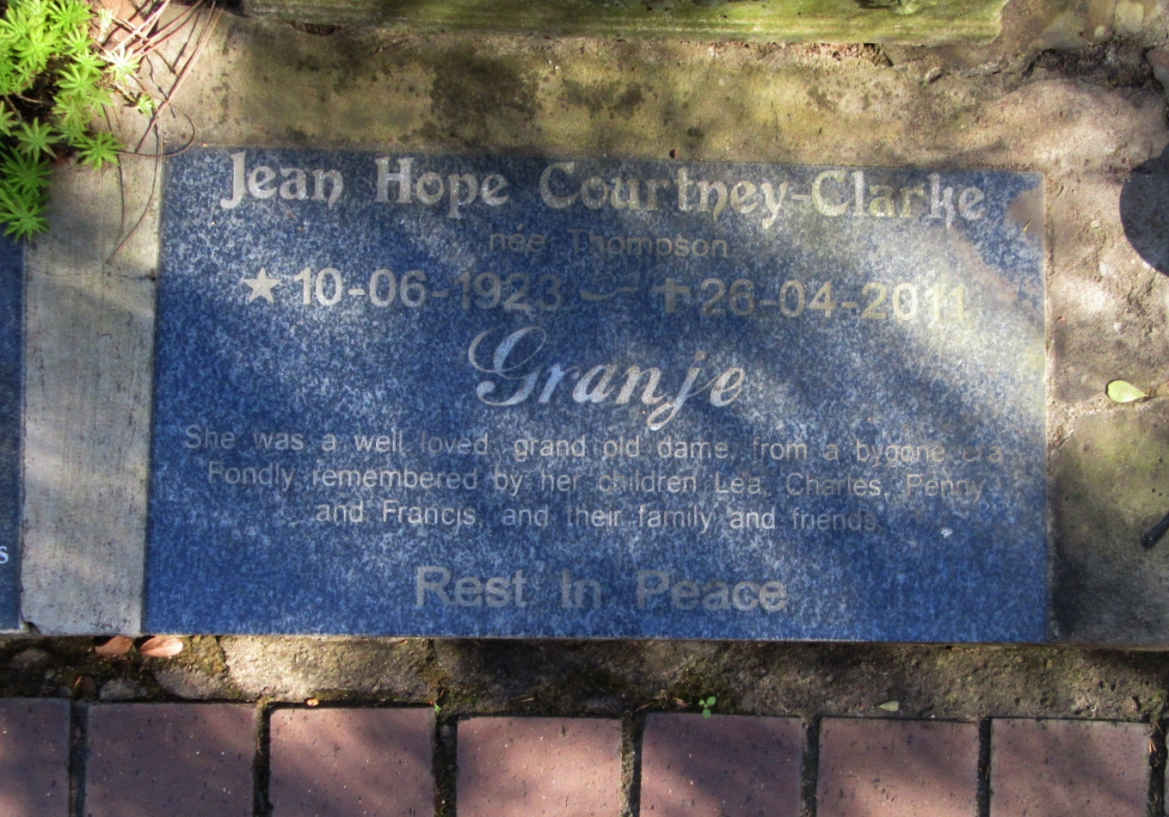 Jean Hope Courtney-Clarke
née Thompson
★10-06-1923 ~ ✝26-04-2011
Granje
She was a well loved, grand old dame, from a bygone era
Fondly remembered by her children Lea, Charles, Penny
and Francis, and their family and friends.
Rest In Peace
s